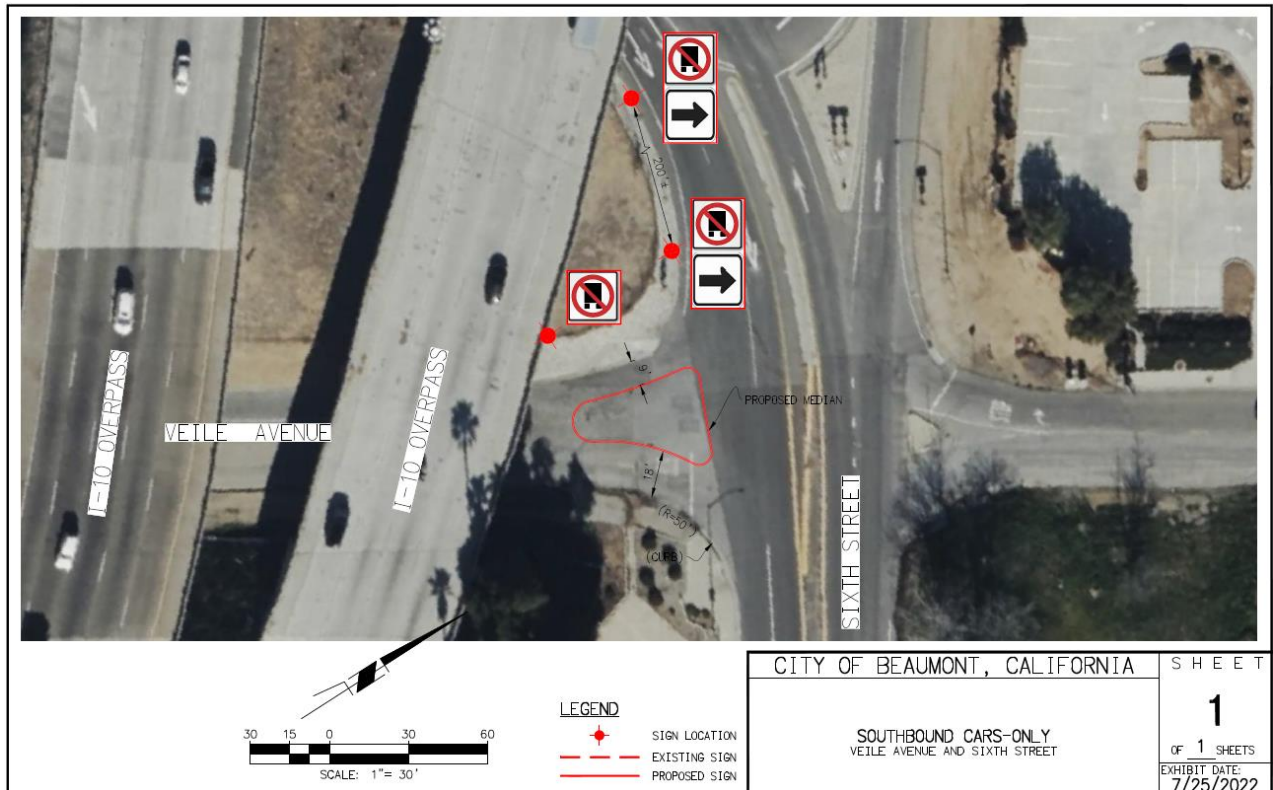 200'±
9'
PROPOSED MEDIAN
I-10 OVERPASS
VEILE AVENUE
I-10 OVERPASS
18'
(R=50')
(CURB)
SIXTH STREET
30 15 0 30 60
SCALE: 1"= 30'
LEGEND
SIGN LOCATION
EXISTING SIGN
PROPOSED SIGN
CITY OF BEAUMONT, CALIFORNIA
SOUTHBOUND CARS-ONLY
VEILE AVENUE AND SIXTH STREET
SHEET
1
OF 1 SHEETS
EXHIBIT DATE:
7/25/2022